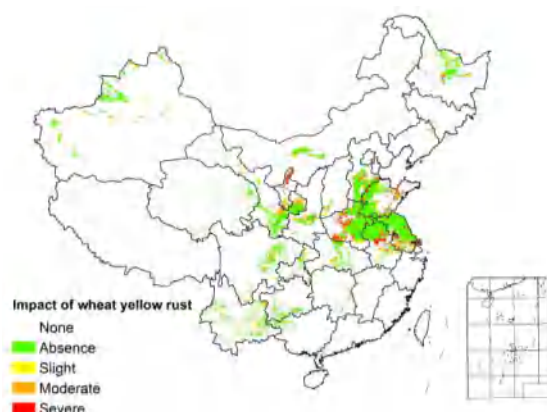 Impact of wheat yellow rust
None
Absence
Slight
Moderate
Severe